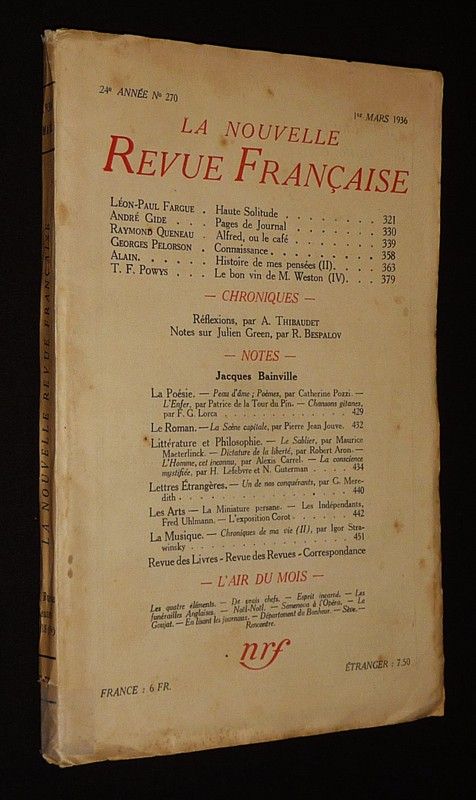 24e ANNÉE No 270
1er MARS 1936
LA NOUVELLE
REVUE FRANÇAISE
LÉON-PAUL FARGUE . Haute Solitude . . . . . . . . 321
ANDRÉ GIDE . . . Pages de Journal . . . . . . . 330
RAYMOND QUENEAU . Alfred, ou le café . . . . . . . 339
GEORGES PELORSON . Connaissance. . . . . . . . . 358
ALAIN. . . . . . Histoire de mes pensées (II). . . . 363
T. F. POWYS . . . Le bon vin de M. Weston (IV). . . 379
— CHRONIQUES —
Réflexions, par A. THIBAUDET
Notes sur Julien Green, par R. BESPALOV
— NOTES —
Jacques Bainville
La Poésie. — Peau d'âme ; Poèmes, par Catherine Pozzi. —
L'Enfer, par Patrice de la Tour du Pin. — Chansons gitanes,
par F. G. Lorca . . . . . . . . . . . . 429
Le Roman. — La Scène capitale, par Pierre Jean Jouve. 432
Littérature et Philosophie. — Le Sablier, par Maurice
Maeterlinck. — Dictature de la liberté, par Robert Aron. —
L'Homme, cet inconnu, par Alexis Carrel. — La conscience
mystifiée, par H. Lefebvre et N. Guterman . . . . 434
Lettres Étrangères. — Un de nos conquérants, par G. Mere-
dith . . . . . . . . . . . . . . . 440
Les Arts — La Miniature persane. — Les Indépendants,
Fred Uhlmann. — L'exposition Corot . . . . . . 442
La Musique. — Chroniques de ma vie (II), par Igor Stra-
winsky . . . . . . . . . . . . . . 451
Revue des Livres - Revue des Revues - Correspondance
— L'AIR DU MOIS —
Les quatre éléments. — De vrais chefs. — Esprit incarné. — Les
funérailles Anglaises. — Noël-Noël. — Samenoca à l'Opéra. — Le
Goujat. — En lisant les journaux. — Département du Bonheur. — Sève. —
Rencontre.
nrf
FRANCE : 6 FR.
ÉTRANGER : 7.50
LA NOUVELLE REVUE FRANÇAISE